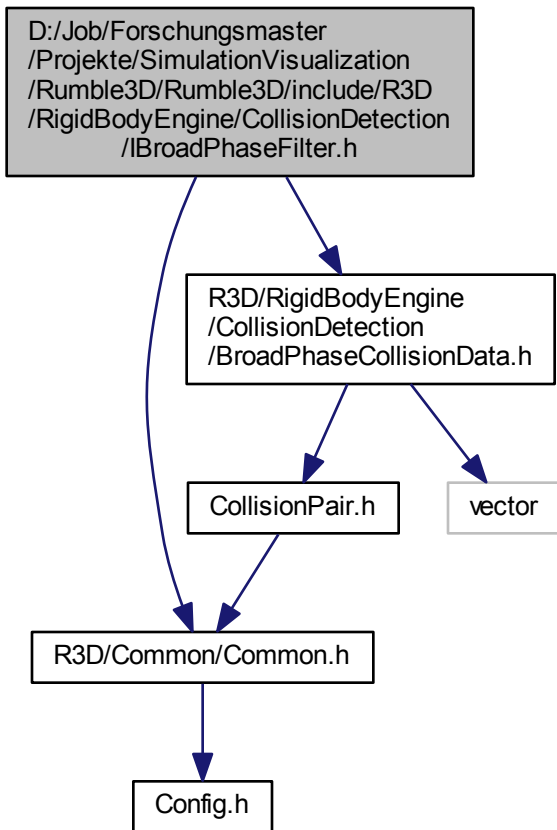 D:/Job/Forschungsmaster
/Projekte/SimulationVisualization
/Rumble3D/Rumble3D/include/R3D
/RigidBodyEngine/CollisionDetection
/IBroadPhaseFilter.h
R3D/RigidBodyEngine
/CollisionDetection
/BroadPhaseCollisionData.h
CollisionPair.h
vector
R3D/Common/Common.h
Config.h